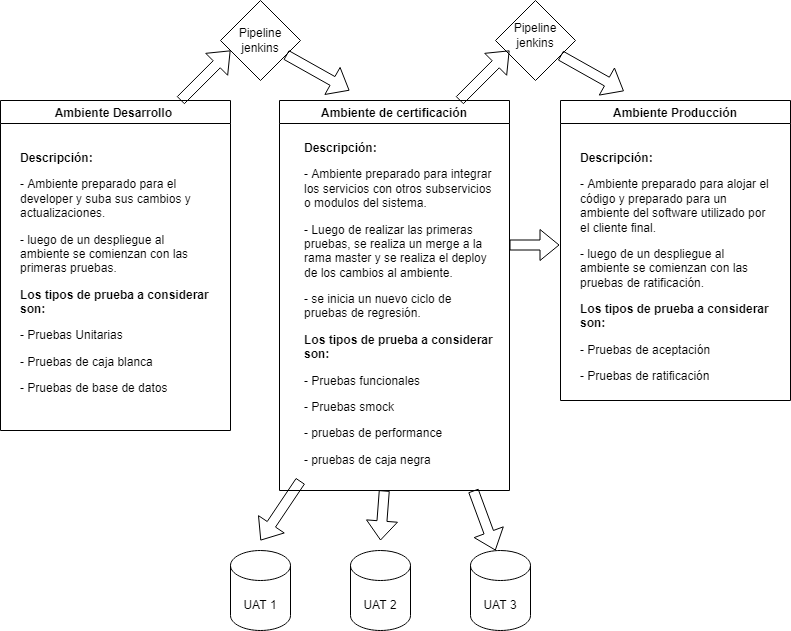 Pipeline
jenkins
Pipeline
jenkins
Ambiente Desarrollo
Descripción:
- Ambiente preparado para el
developer y suba sus cambios y
actualizaciones.
- luego de un despliegue al
ambiente se comienzan con las
primeras pruebas.
Los tipos de prueba a considerar
son:
- Pruebas Unitarias
- Pruebas de caja blanca
- Pruebas de base de datos
Ambiente de certificación
Descripción:
- Ambiente preparado para integrar
los servicios con otros subservicios
o modulos del sistema.
- Luego de realizar las primeras
pruebas, se realiza un merge a la
rama master y se realiza el deploy
de los cambios al ambiente.
- se inicia un nuevo ciclo de
pruebas de regresión.
Los tipos de prueba a considerar
son:
- Pruebas funcionales
- Pruebas smock
- pruebas de performance
- pruebas de caja negra
Ambiente Producción
Descripción:
- Ambiente preparado para alojar el
código y preparado para un
ambiente del software utilizado por
el cliente final.
- luego de un despliegue al
ambiente se comienzan con las
pruebas de ratificación.
Los tipos de prueba a considerar
son:
- Pruebas de aceptación
- Pruebas de ratificación
UAT 1
UAT 2
UAT 3